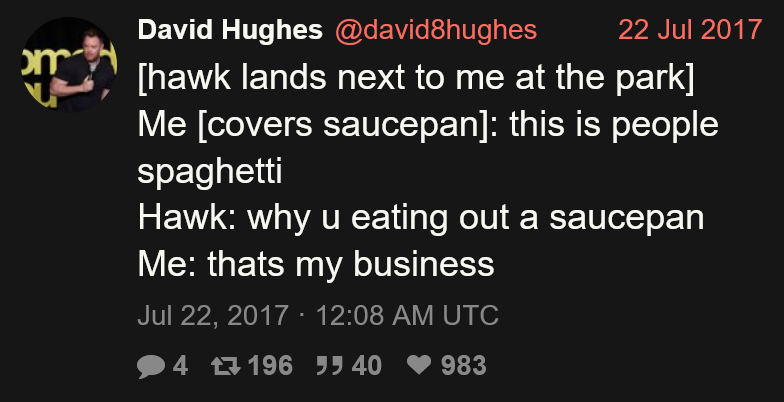 David Hughes @david8hughes 22 Jul 2017
[hawk lands next to me at the park]
Me [covers saucepan]: this is people
spaghetti
Hawk: why u eating out a saucepan
Me: thats my business
Jul 22, 2017 · 12:08 AM UTC
4 196 40 983